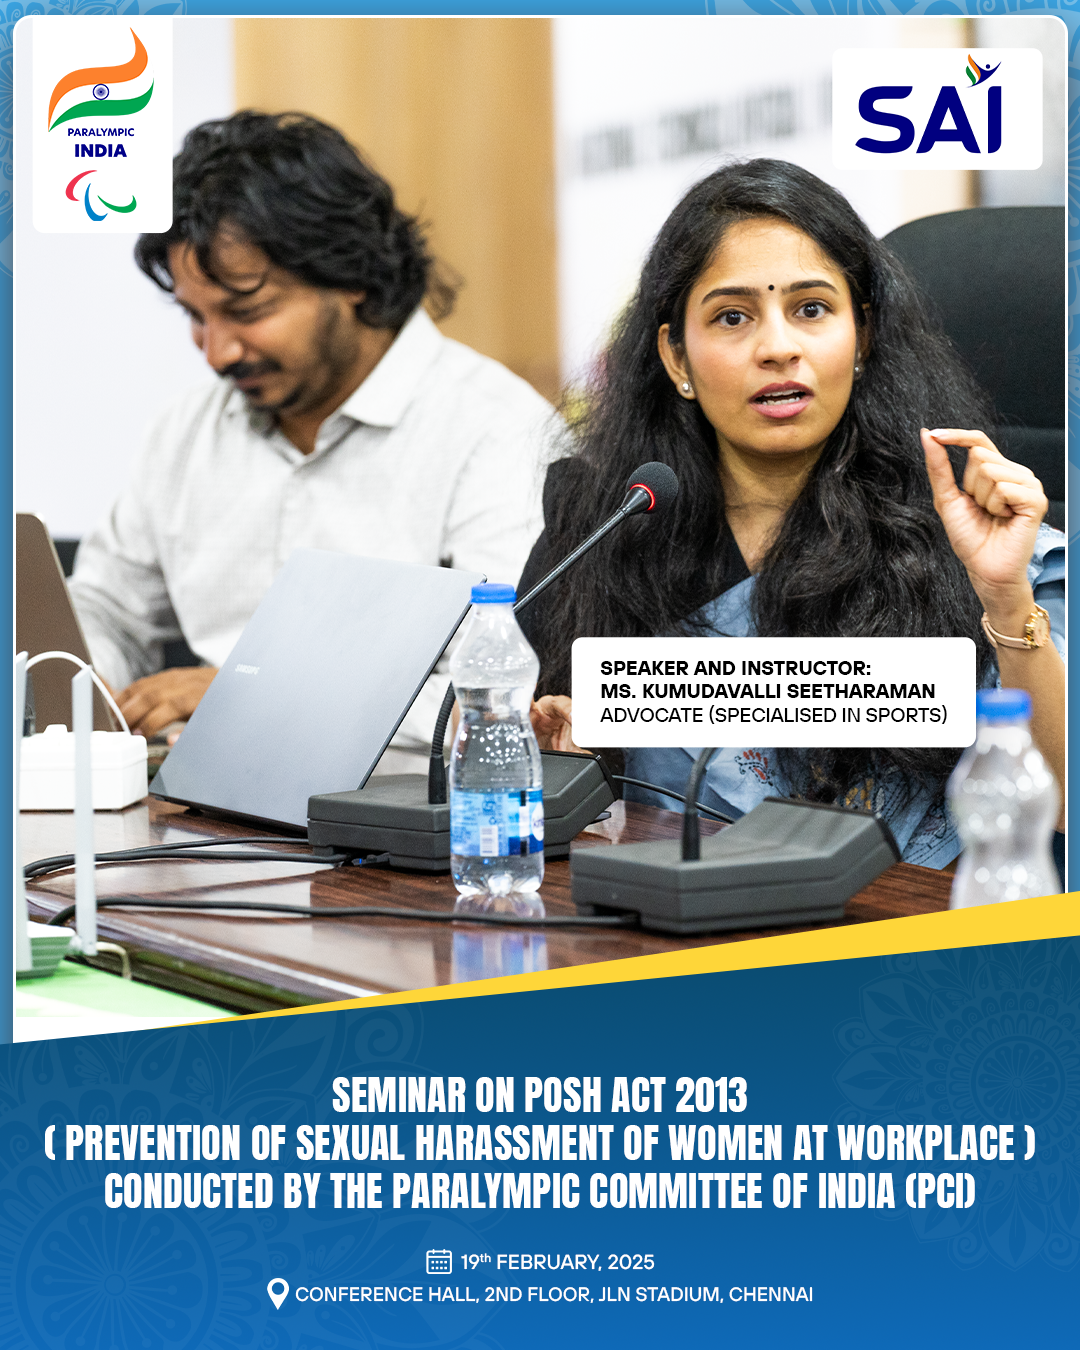 PARALYMPIC
INDIA
SAI
SPEAKER AND INSTRUCTOR:
MS. KUMUDAVALLI SEETHARAMAN
ADVOCATE (SPECIALISED IN SPORTS)
SEMINAR ON POSH ACT 2013
( PREVENTION OF SEXUAL HARASSMENT OF WOMEN AT WORKPLACE )
CONDUCTED BY THE PARALYMPIC COMMITTEE OF INDIA (PCI)
19th FEBRUARY, 2025
CONFERENCE HALL, 2ND FLOOR, JLN STADIUM, CHENNAI